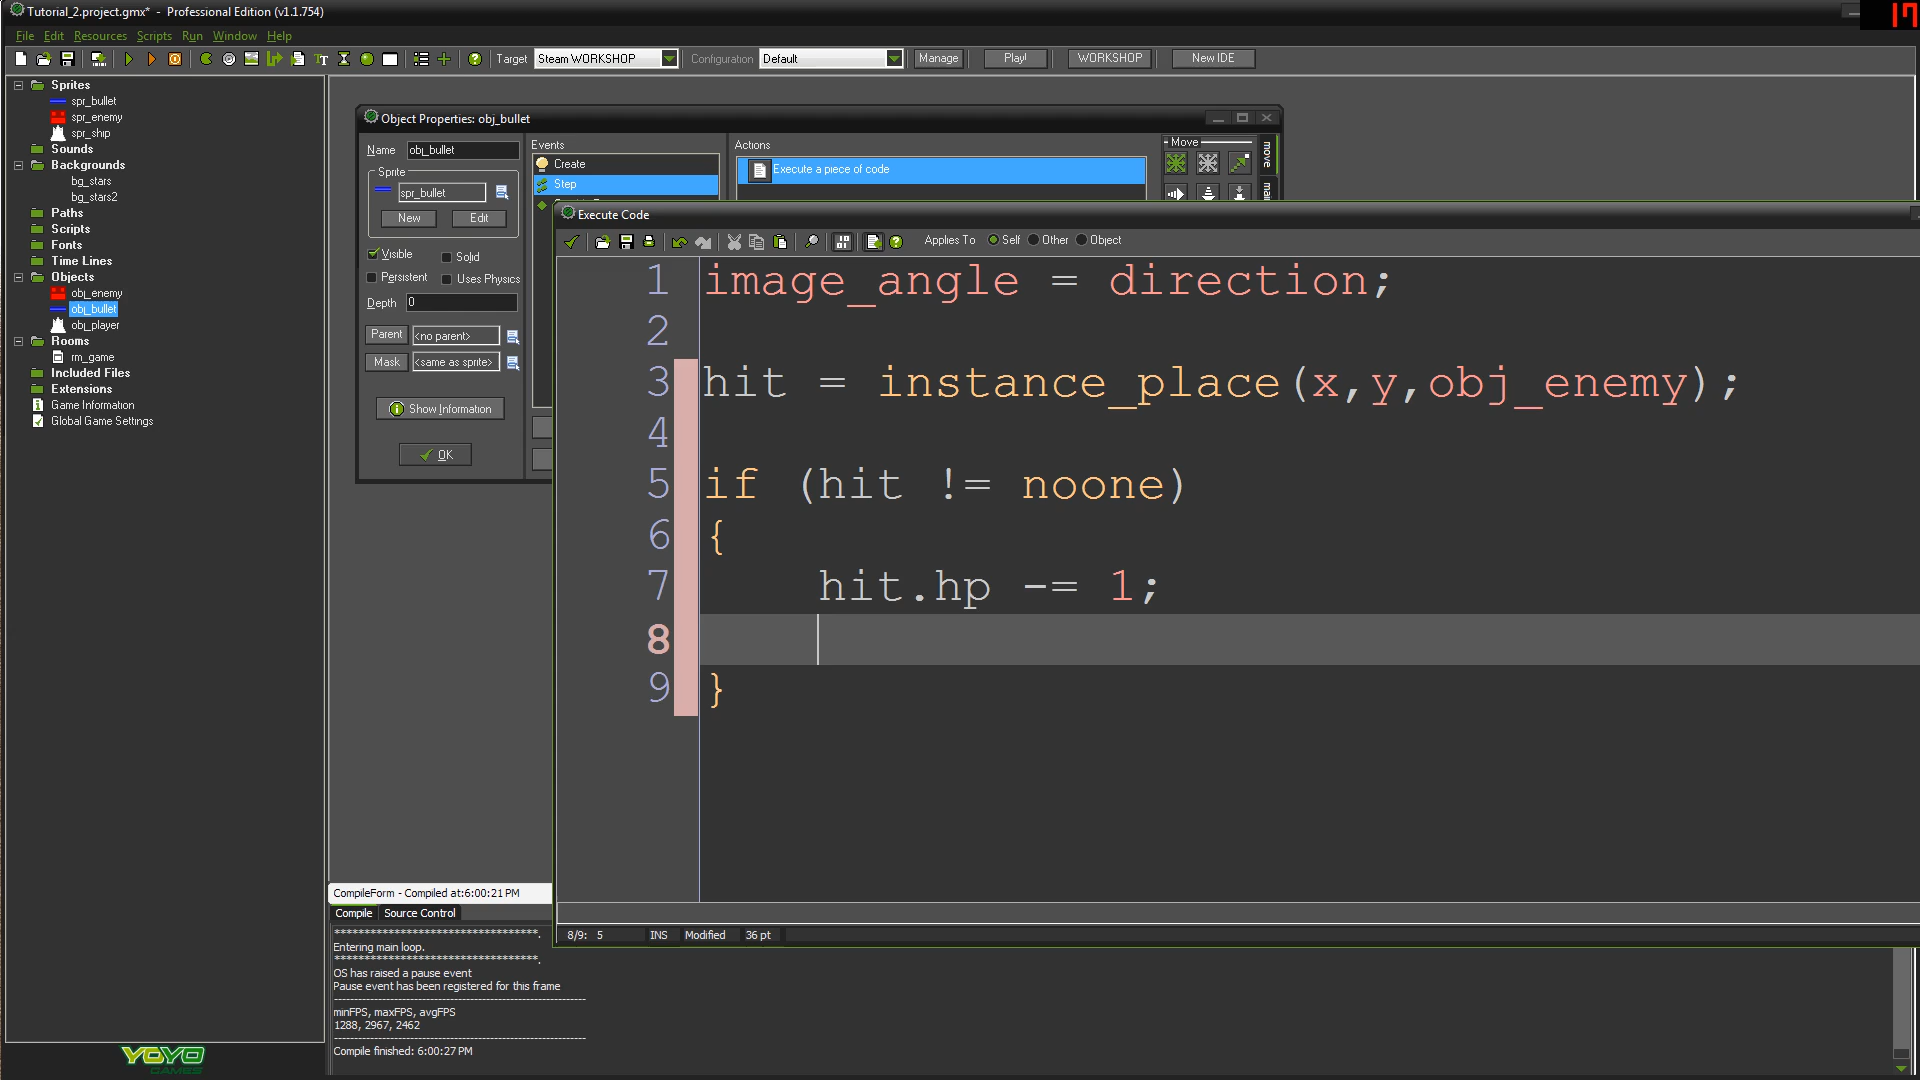 Tutorial_2.project.gmx* - Professional Edition (v1.1.754)
17
File Edit Resources Scripts Run Window Help
Target Steam WORKSHOP Configuration Default Manage Play! WORKSHOP New IDE
Sprites
spr_bullet
spr_enemy
spr_ship
Sounds
Backgrounds
bg_stars
bg_stars2
Paths
Scripts
Fonts
Time Lines
Objects
obj_enemy
obj_bullet
obj_player
Rooms
rm_game
Included Files
Extensions
Game Information
Global Game Settings
YOYO
GAMES
Object Properties: obj_bullet
Name obj_bullet
Sprite
spr_bullet
New Edit
Visible Solid
Persistent Uses Physics
Depth 0
Parent <no parent>
Mask <same as sprite>
Show Information
OK
Events
Create
Step
Actions
Execute a piece of code
Move
move
Execute Code
Applies To Self Other Object
1 image_angle = direction;
2
3 hit = instance_place(x,y,obj_enemy);
4
5 if (hit != noone)
6 {
7 hit.hp -= 1;
8
9 }
8/9: 5 INS Modified 36 pt
CompileForm - Compiled at:6:00:21 PM
Compile Source Control
**********************************.
Entering main loop.
**********************************.
OS has raised a pause event
Pause event has been registered for this frame
----------------------------------------------------------------
minFPS, maxFPS, avgFPS
1288, 2967, 2462
----------------------------------------------------------------
Compile finished: 6:00:27 PM